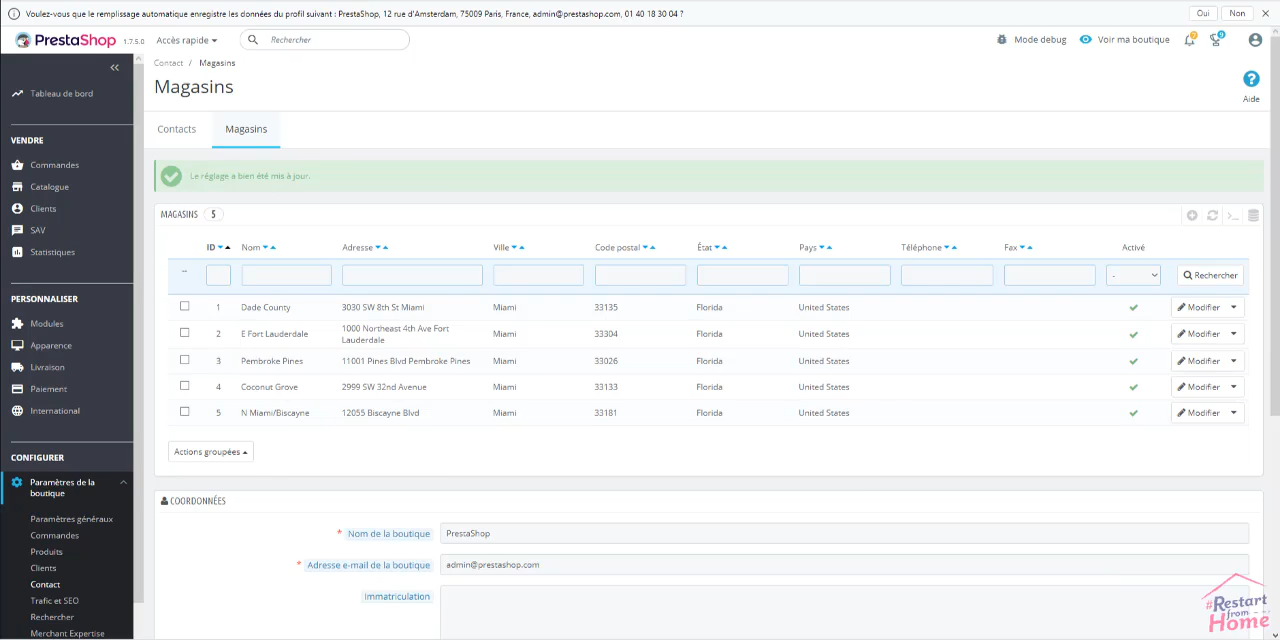 Voulez-vous que le remplissage automatique enregistre les données du profil suivant : PrestaShop, 12 rue d'Amsterdam, 75009 Paris, France, admin@prestashop.com, 01 40 18 30 04 ?
Oui
Non
PrestaShop 1.7.5.0
Accès rapide
Rechercher
Mode debug
Voir ma boutique
Contact / Magasins
Magasins
Aide
Contacts
Magasins
Tableau de bord
VENDRE
Commandes
Catalogue
Clients
SAV
Statistiques
PERSONNALISER
Modules
Apparence
Livraison
Paiement
International
CONFIGURER
Paramètres de la
boutique
Paramètres généraux
Commandes
Produits
Clients
Contact
Trafic et SEO
Rechercher
Merchant Expertise
Le réglage a bien été mis à jour.
MAGASINS 5
ID Nom Adresse Ville Code postal État Pays Téléphone Fax Activé
-- - Rechercher
1 Dade County 3030 SW 8th St Miami Miami 33135 Florida United States Modifier
2 E Fort Lauderdale 1000 Northeast 4th Ave Fort Lauderdale Miami 33304 Florida United States Modifier
3 Pembroke Pines 11001 Pines Blvd Pembroke Pines Miami 33026 Florida United States Modifier
4 Coconut Grove 2999 SW 32nd Avenue Miami 33133 Florida United States Modifier
5 N Miami/Biscayne 12055 Biscayne Blvd Miami 33181 Florida United States Modifier
Actions groupées
COORDONNÉES
* Nom de la boutique PrestaShop
* Adresse e-mail de la boutique admin@prestashop.com
Immatriculation
#Restart
from
Home